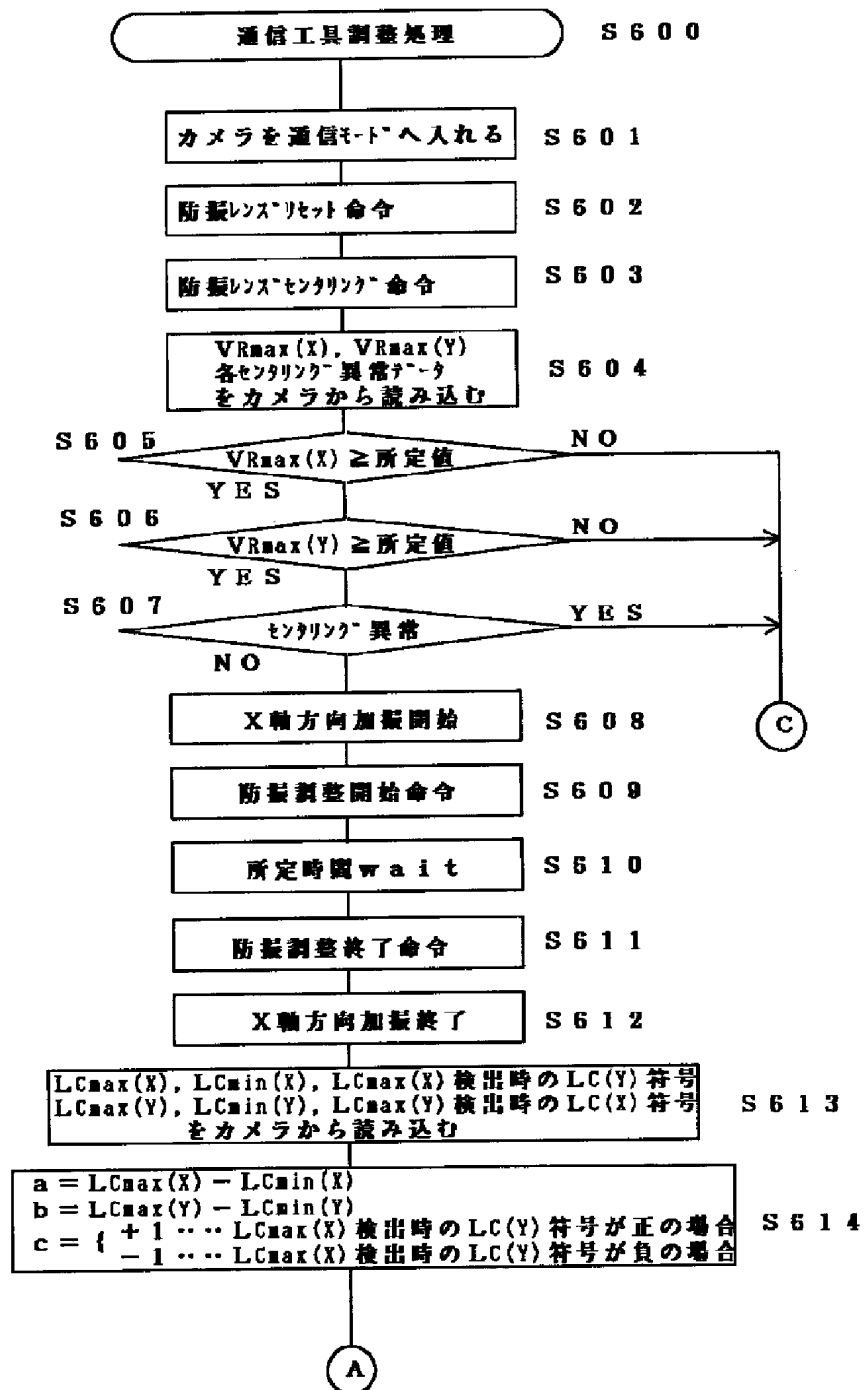 通信工具調整処理 S600
カメラを通信ﾓｰﾄﾞへ入れる S601
防振ﾚﾝｽﾞﾘｾｯﾄ命令 S602
防振ﾚﾝｽﾞｾﾝﾀﾘﾝｸﾞ命令 S603
VRmax(X), VRmax(Y)
各ｾﾝﾀﾘﾝｸﾞ異常ﾃﾞｰﾀ S604
をカメラから読み込む
S605 VRmax(X)≧所定値 NO
YES
S606 VRmax(Y)≧所定値 NO
YES
S607 ｾﾝﾀﾘﾝｸﾞ異常 YES
NO
X軸方向加振開始 S608
C
防振調整開始命令 S609
所定時間wait S610
防振調整終了命令 S611
X軸方向加振終了 S612
LCmax(X), LCmin(X), LCmax(X)検出時のLC(Y)符号
LCmax(Y), LCmin(Y), LCmax(Y)検出時のLC(X)符号 S613
をカメラから読み込む
a=LCmax(X)-LCmin(X)
b=LCmax(Y)-LCmin(Y)
c={ +1‥‥LCmax(X)検出時のLC(Y)符号が正の場合 S614
-1‥‥LCmax(X)検出時のLC(Y)符号が負の場合
A